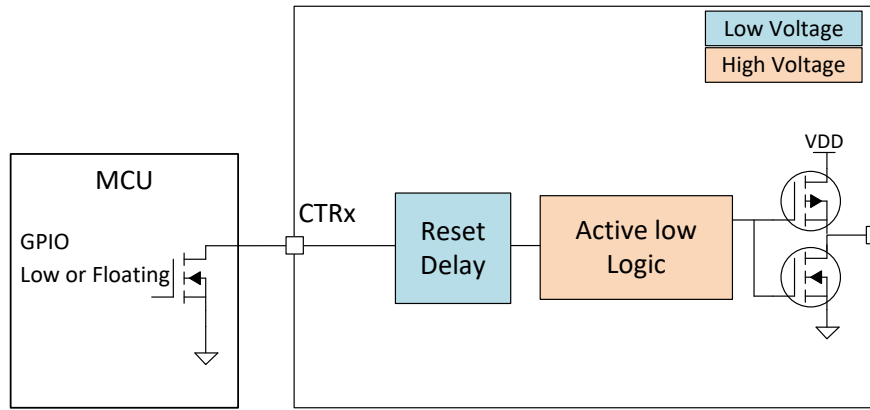 Low Voltage
High Voltage
VDD
MCU
CTRx
GPIO
Low or Floating
Reset
Delay
Active low
Logic